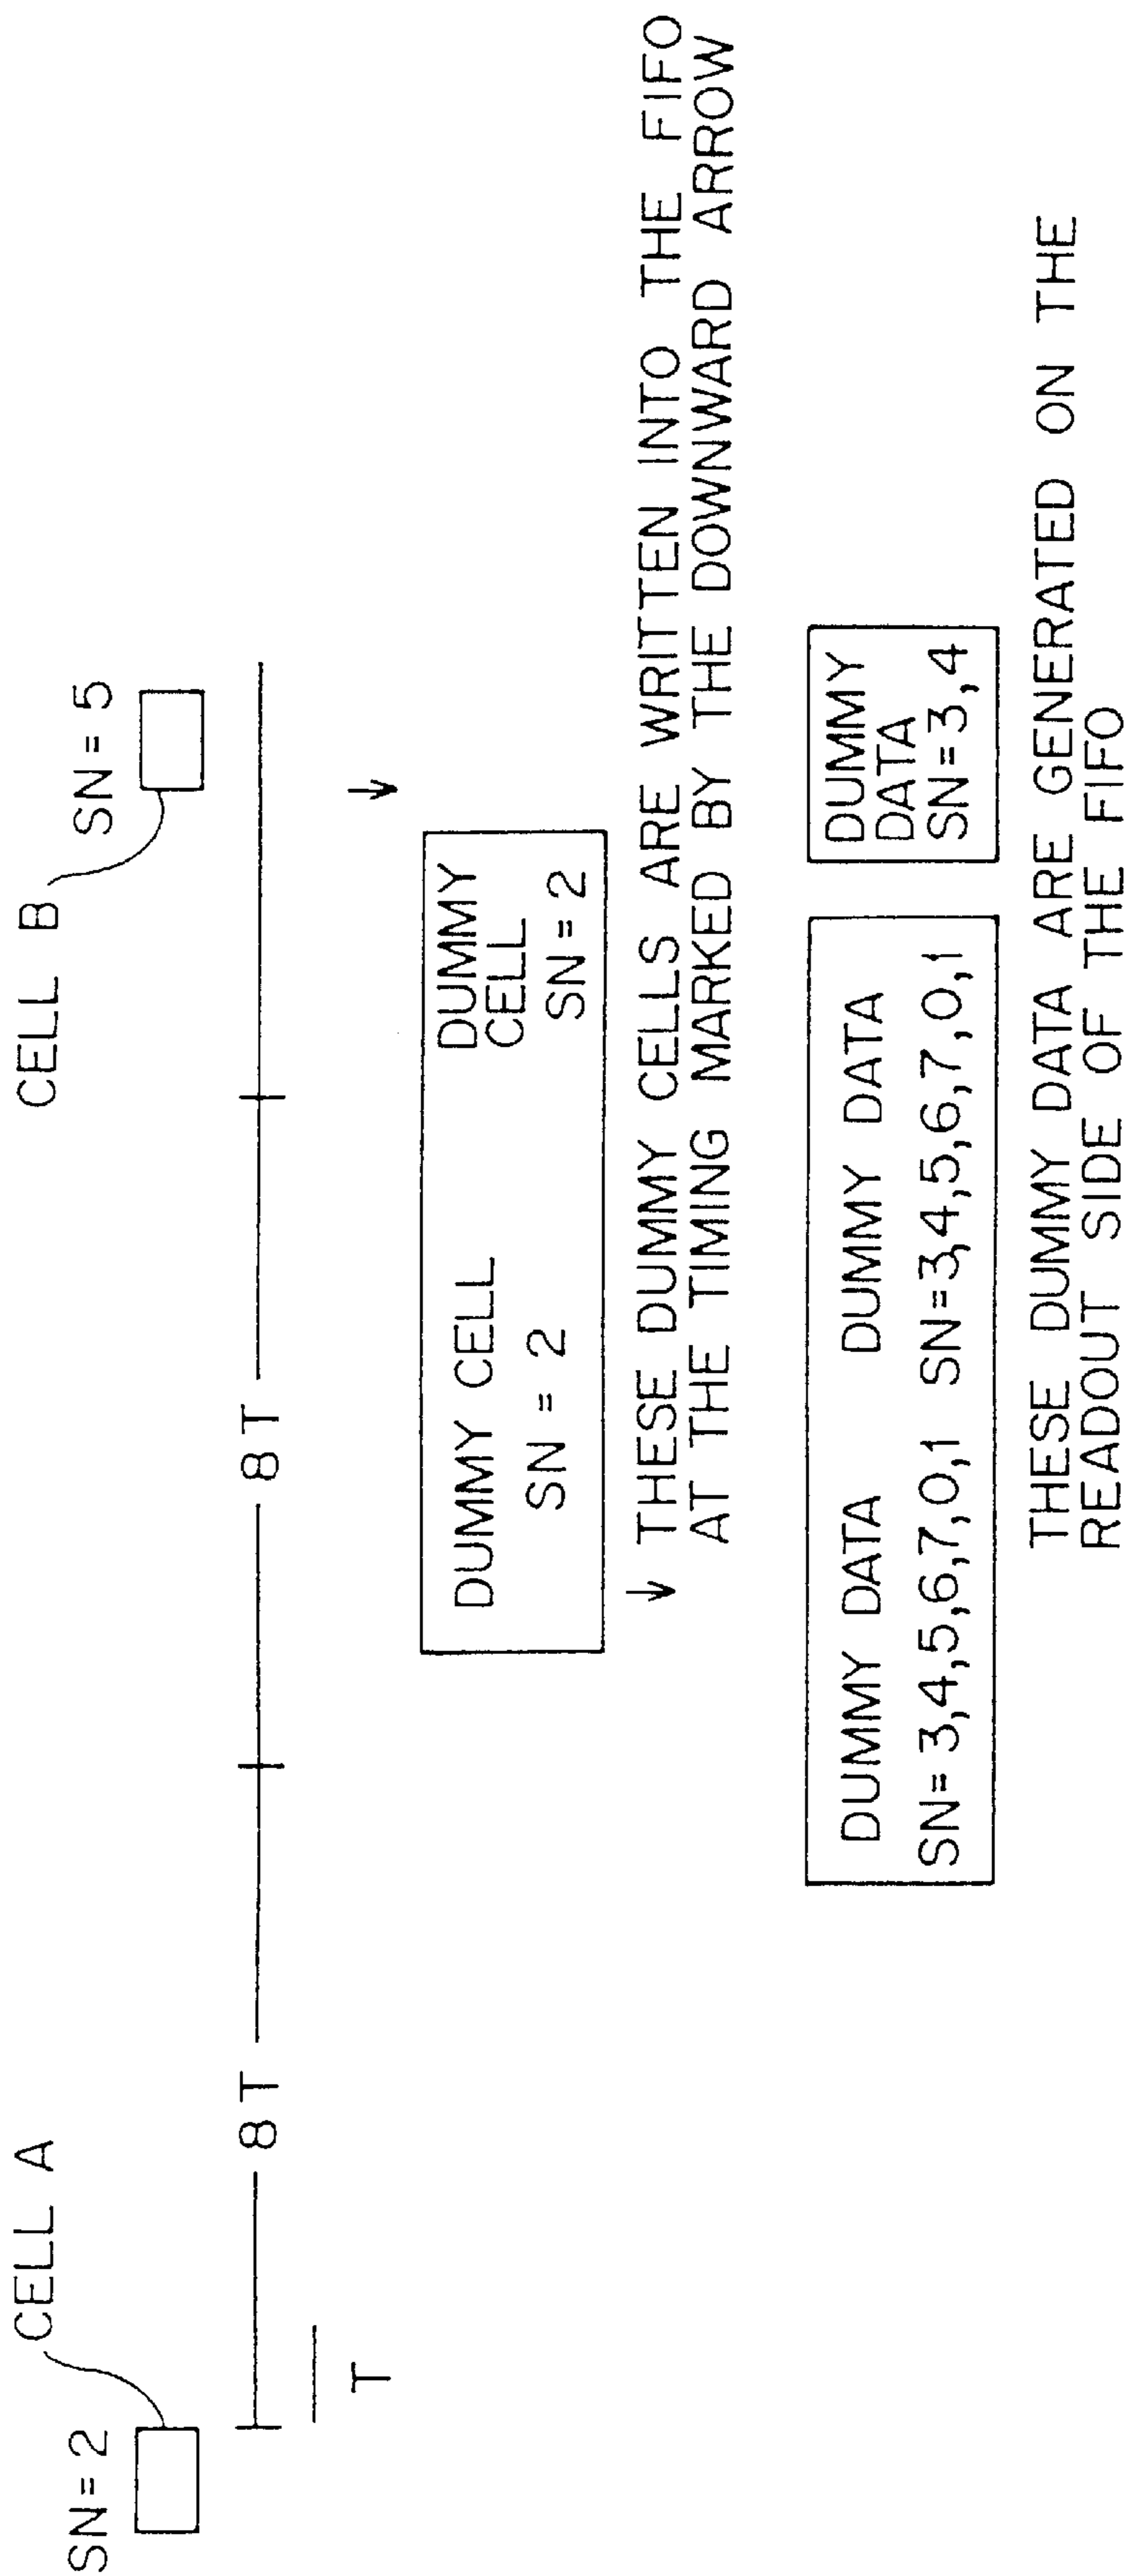 CELL A
CELL B
SN = 2
SN = 5
8 T
8 T
T
DUMMY CELL
SN = 2
DUMMY
CELL
SN = 2
THESE DUMMY CELLS ARE WRITTEN INTO THE FIFO
AT THE TIMING MARKED BY THE DOWNWARD ARROW
DUMMY DATA
SN = 3,4,5,6,7,0,1
DUMMY DATA
SN = 3,4,5,6,7,0,1
DUMMY
DATA
SN = 3,4
THESE DUMMY DATA ARE GENERATED ON THE
READOUT SIDE OF THE FIFO